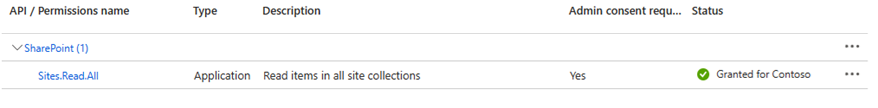 API / Permissions name Type Description Admin consent requ... Status
SharePoint (1)
Sites.Read.All Application Read items in all site collections Yes Granted for Contoso